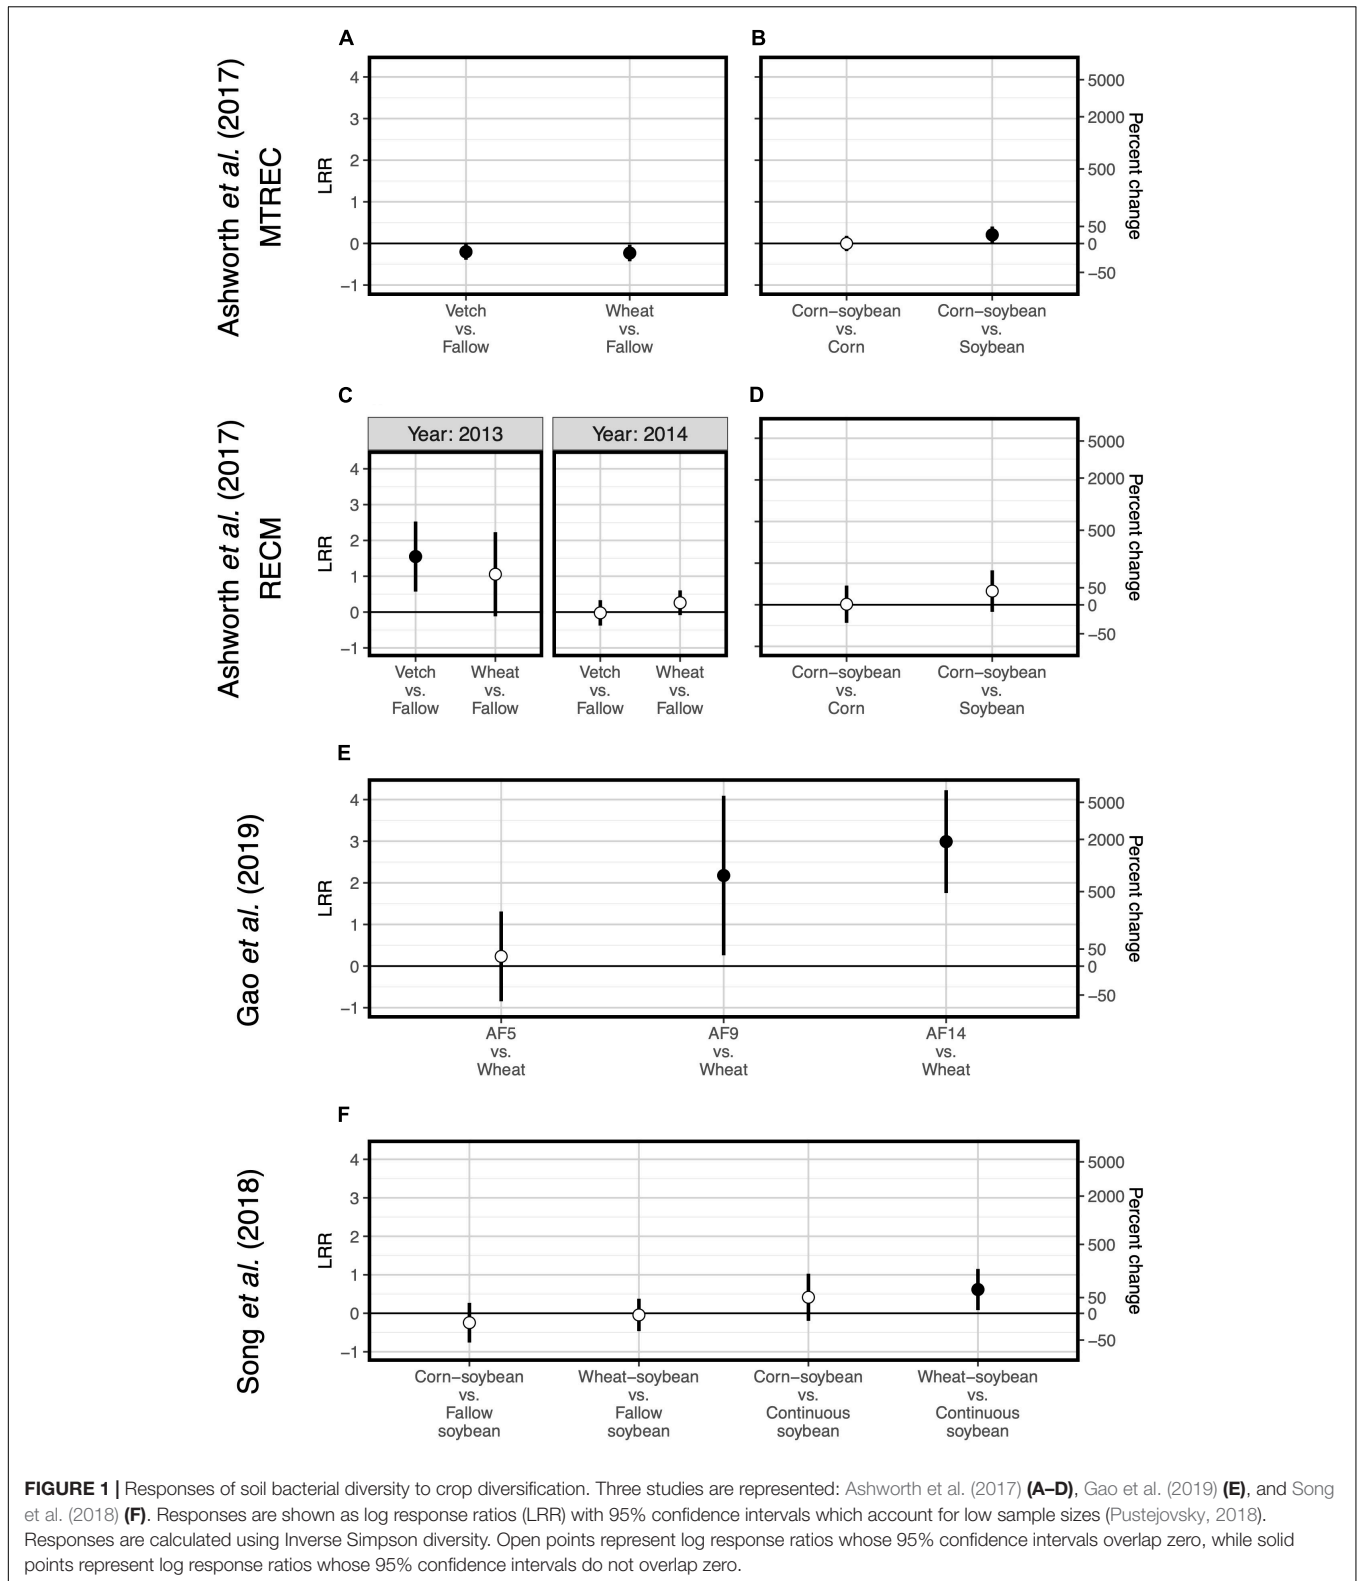 A
B
Ashworth et al. (2017)
MTREC
LRR
4
3
2
1
0
−1
Vetch
vs.
Fallow
Wheat
vs.
Fallow
Corn−soybean
vs.
Corn
Corn−soybean
vs.
Soybean
5000
2000
500
50
0
−50
Percent change
C
D
Ashworth et al. (2017)
RECM
Year: 2013
Year: 2014
LRR
4
3
2
1
0
−1
Vetch
vs.
Fallow
Wheat
vs.
Fallow
Vetch
vs.
Fallow
Wheat
vs.
Fallow
Corn−soybean
vs.
Corn
Corn−soybean
vs.
Soybean
5000
2000
500
50
0
−50
Percent change
E
Gao et al. (2019)
LRR
4
3
2
1
0
−1
AF5
vs.
Wheat
AF9
vs.
Wheat
AF14
vs.
Wheat
5000
2000
500
50
0
−50
Percent change
F
Song et al. (2018)
LRR
4
3
2
1
0
−1
Corn−soybean
vs.
Fallow
soybean
Wheat−soybean
vs.
Fallow
soybean
Corn−soybean
vs.
Continuous
soybean
Wheat−soybean
vs.
Continuous
soybean
5000
2000
500
50
0
−50
Percent change
FIGURE 1 | Responses of soil bacterial diversity to crop diversification. Three studies are represented: Ashworth et al. (2017) (A–D), Gao et al. (2019) (E), and Song
et al. (2018) (F). Responses are shown as log response ratios (LRR) with 95% confidence intervals which account for low sample sizes (Pustejovsky, 2018).
Responses are calculated using Inverse Simpson diversity. Open points represent log response ratios whose 95% confidence intervals overlap zero, while solid
points represent log response ratios whose 95% confidence intervals do not overlap zero.